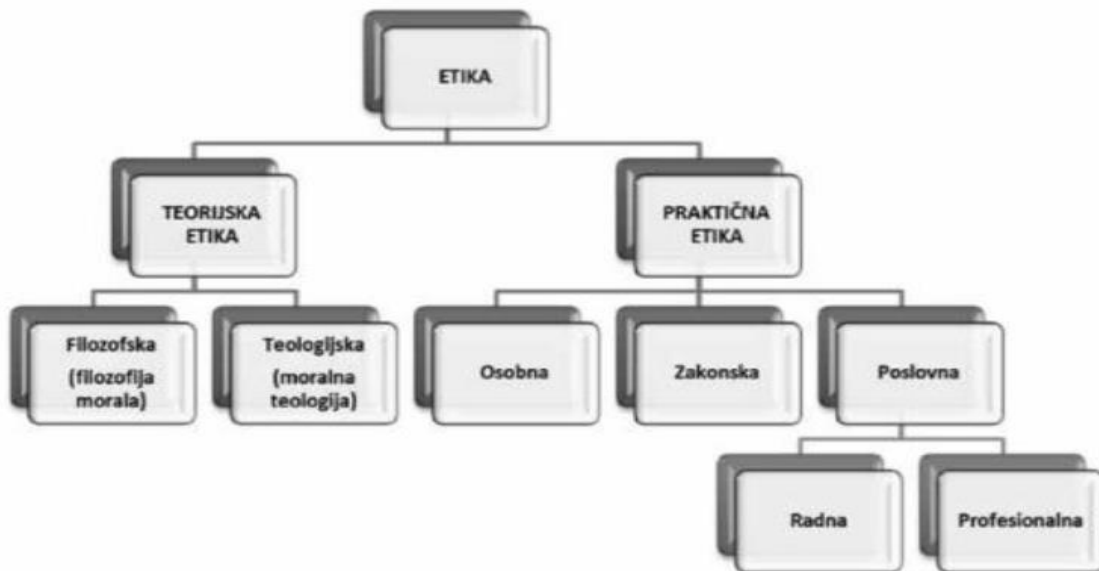 ETIKA
TEORIJSKA
ETIKA
PRAKTIČNA
ETIKA
Filozofska
(filozofija
morala)
Teologijska
(moralna
teologija)
Osobna
Zakonska
Poslovna
Radna
Profesionalna